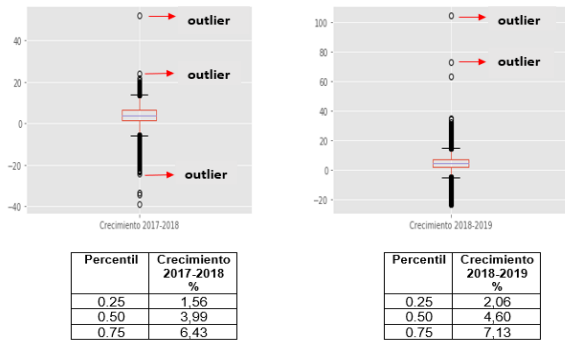 outlier
outlier
outlier
40
20
0
−20
−40
Crecimiento 2017-2018
outlier
outlier
100
80
60
40
20
0
−20
Crecimiento 2018-2019
Percentil Crecimiento
2017-2018
%
0.25 1,56
0.50 3,99
0.75 6,43
Percentil Crecimiento
2018-2019
%
0.25 2,06
0.50 4,60
0.75 7,13